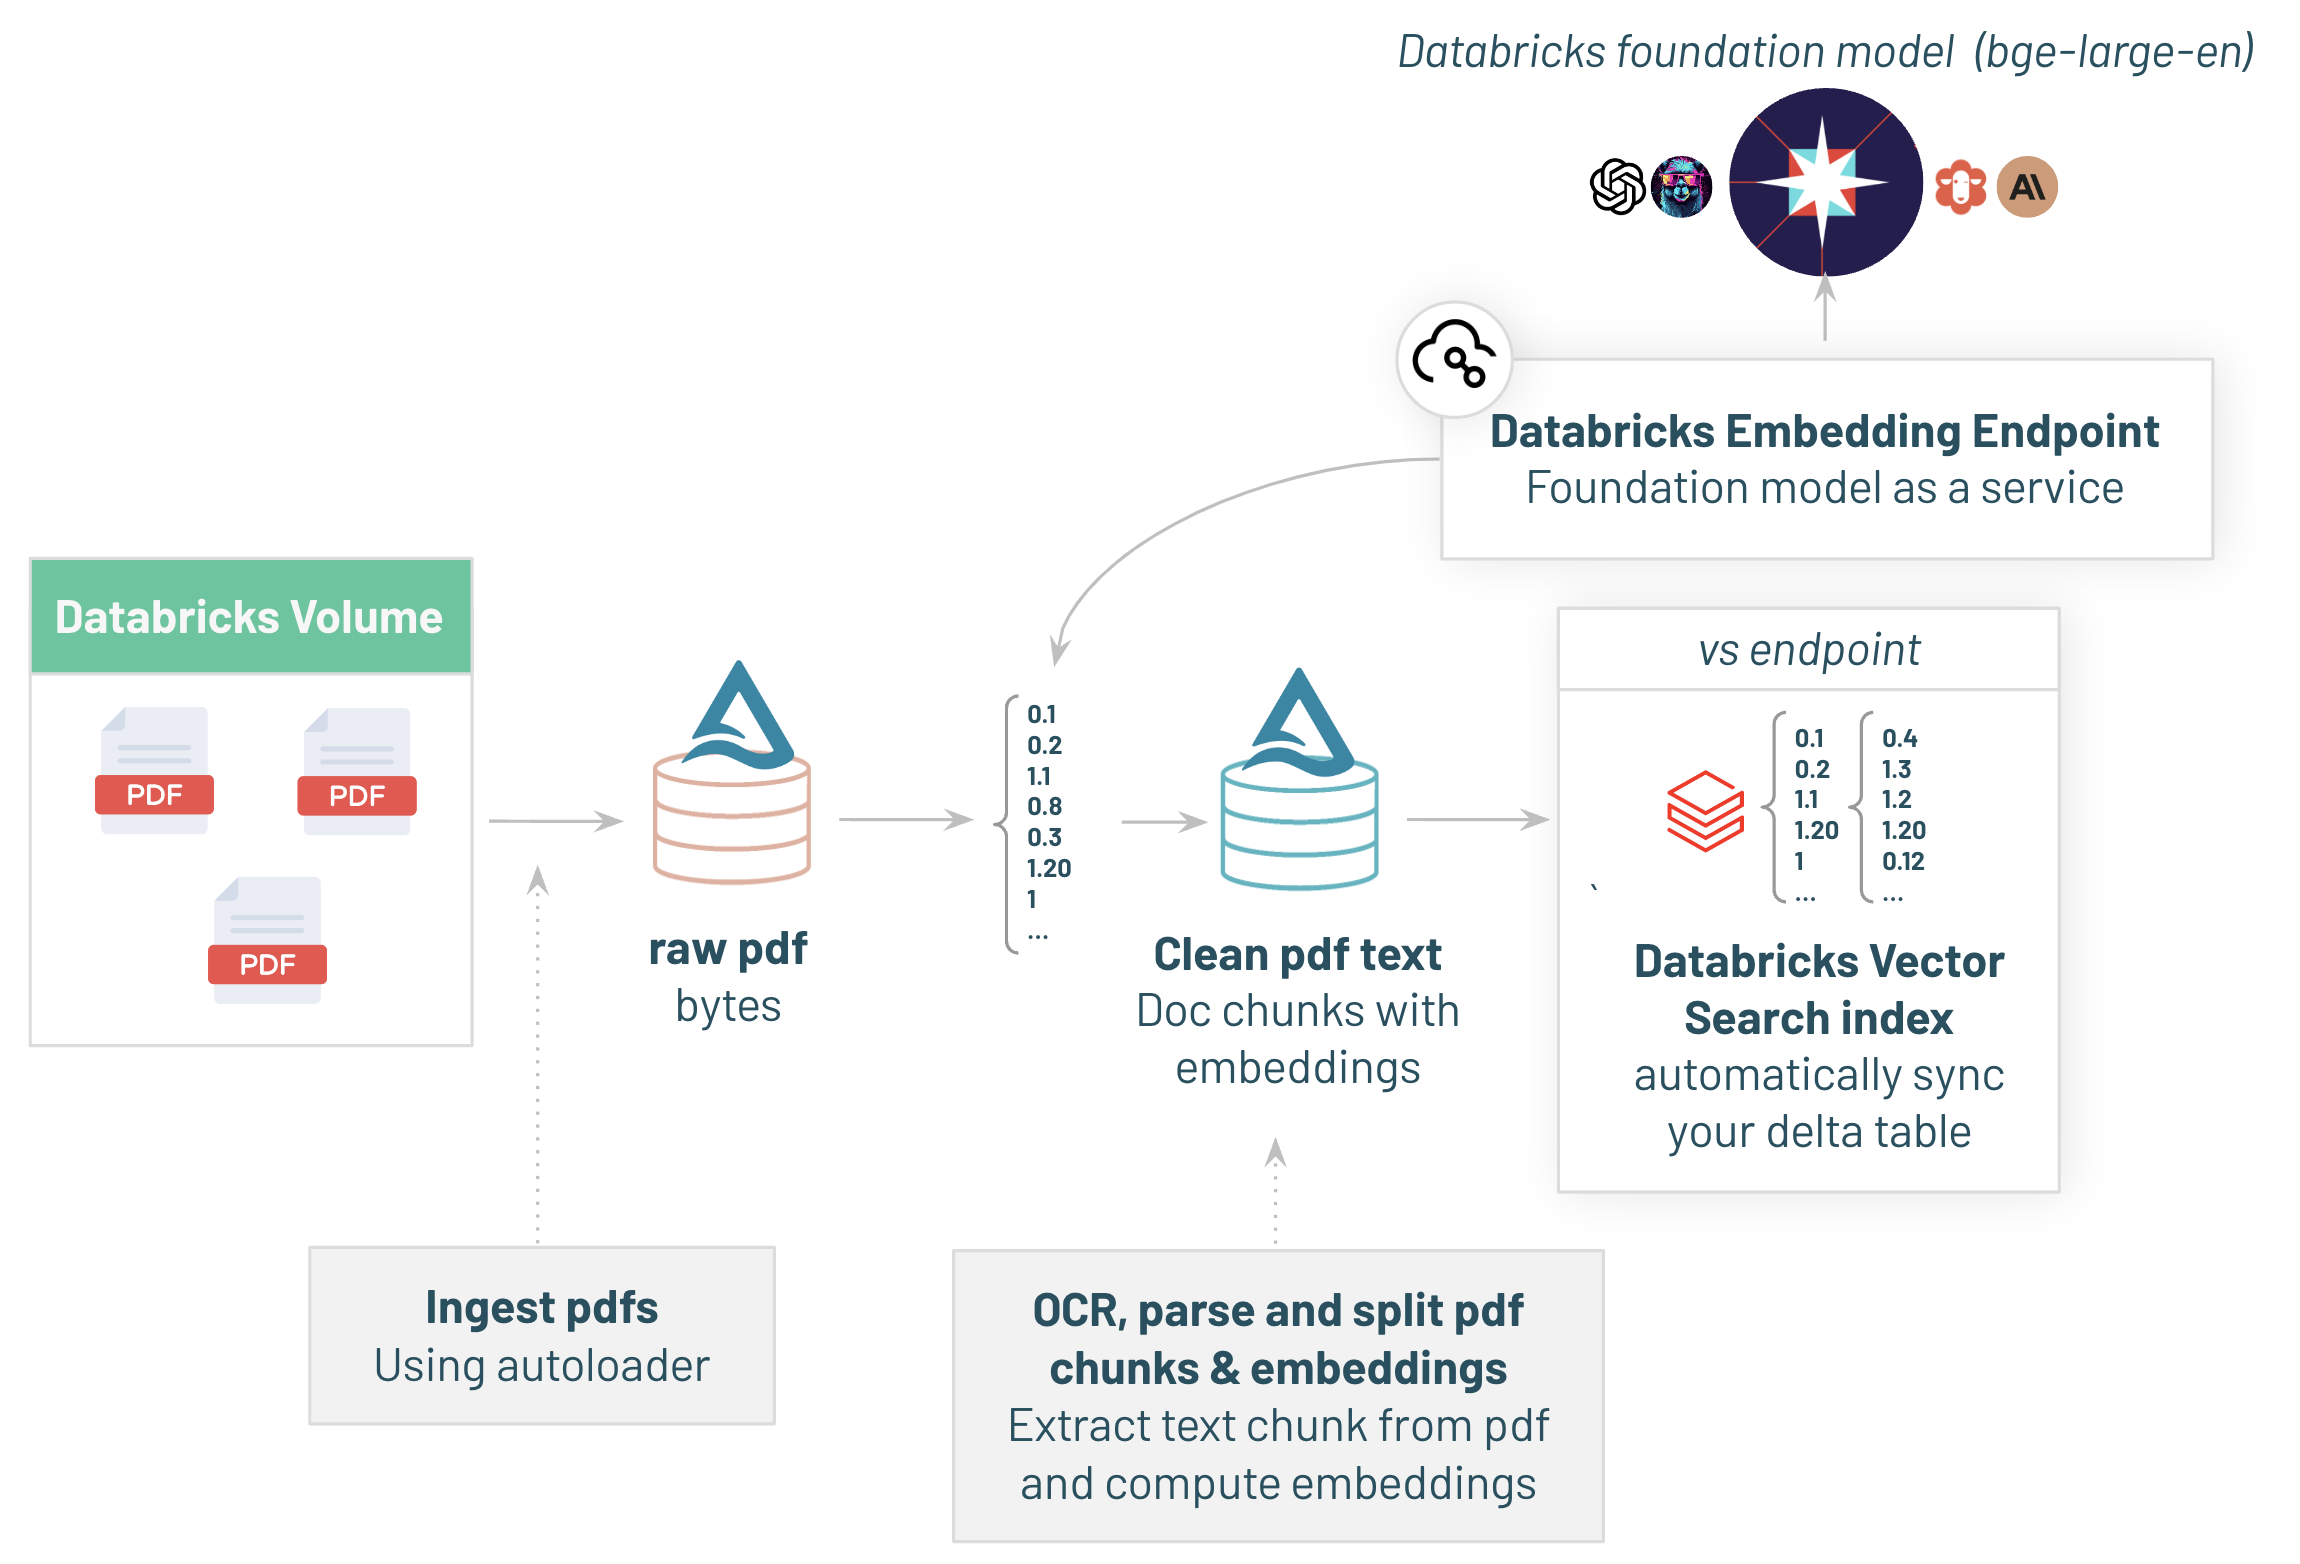 Databricks foundation model (bge-large-en)
A\
Databricks Embedding Endpoint
Foundation model as a service
Databricks Volume
PDF
PDF
PDF
raw pdf
bytes
0.1
0.2
1.1
0.8
0.3
1.20
1
...
Clean pdf text
Doc chunks with
embeddings
vs endpoint
0.1
0.2
1.1
1.20
1
...
0.4
1.3
1.2
1.20
0.12
...
`
Databricks Vector
Search index
automatically sync
your delta table
Ingest pdfs
Using autoloader
OCR, parse and split pdf
chunks & embeddings
Extract text chunk from pdf
and compute embeddings